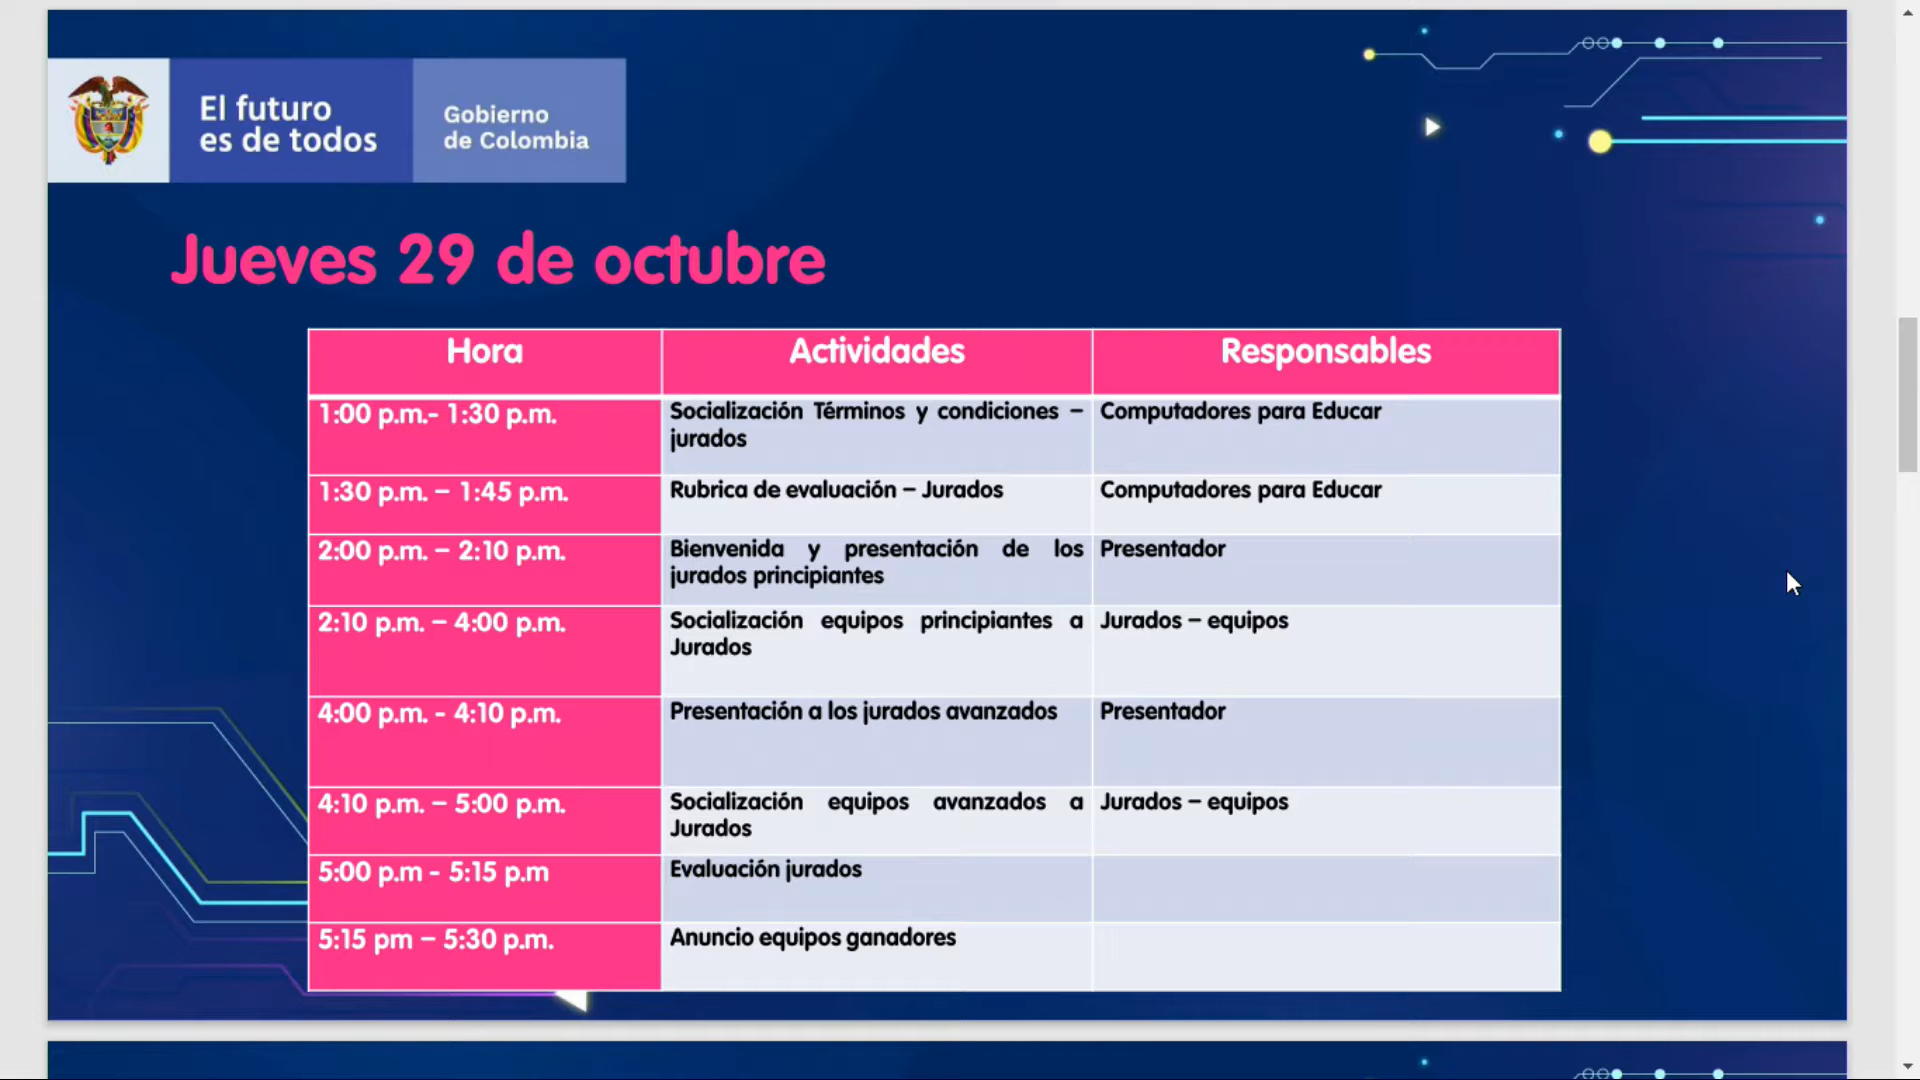 El futuro
es de todos
Gobierno
de Colombia
Jueves 29 de octubre
Hora Actividades Responsables
1:00 p.m.- 1:30 p.m. Socialización Términos y condiciones – Computadores para Educar
jurados
1:30 p.m. – 1:45 p.m. Rubrica de evaluación – Jurados Computadores para Educar
2:00 p.m. – 2:10 p.m. Bienvenida y presentación de los Presentador
jurados principiantes
2:10 p.m. – 4:00 p.m. Socialización equipos principiantes a Jurados – equipos
Jurados
4:00 p.m. - 4:10 p.m. Presentación a los jurados avanzados Presentador
4:10 p.m. – 5:00 p.m. Socialización equipos avanzados a Jurados – equipos
Jurados
5:00 p.m - 5:15 p.m Evaluación jurados
5:15 pm – 5:30 p.m. Anuncio equipos ganadores